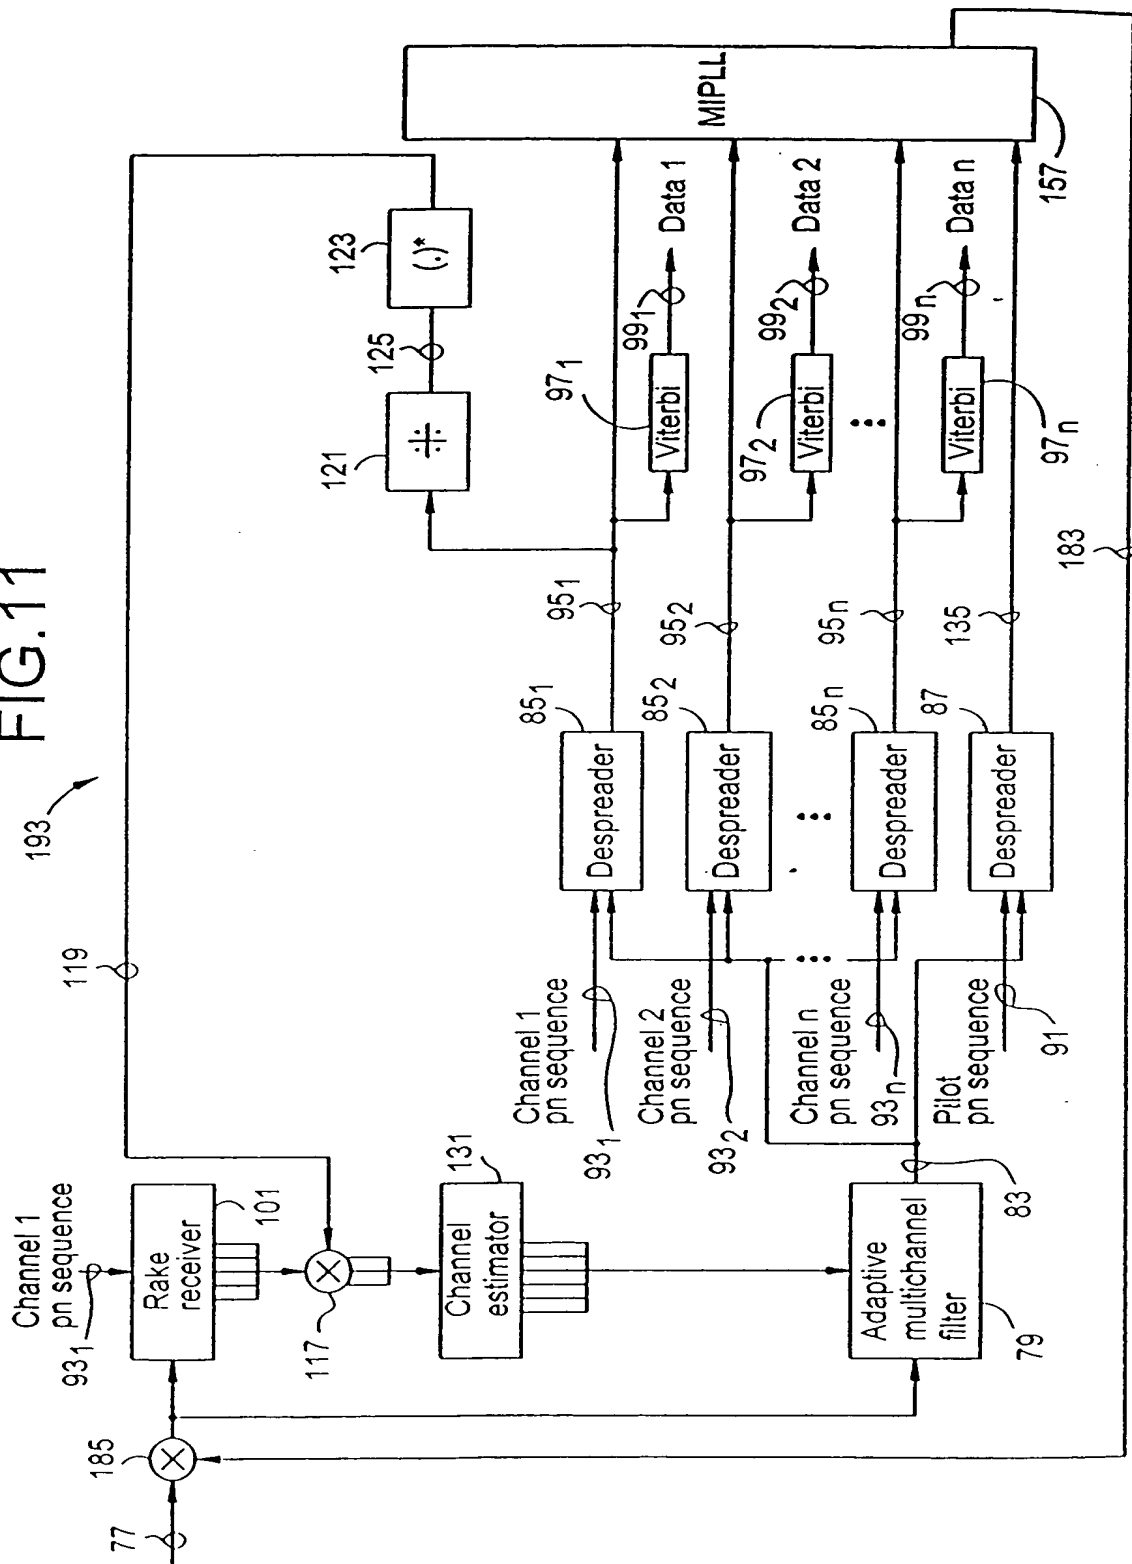 FIG.11
193
119
Channel 1
pn sequence
93₁
Rake
receiver
101
185
77
117
131
Channel
estimator
Adaptive
multichannel
filter
79
83
121
÷
125
123
(.)*
Channel 1
pn sequence
93₁
Despreader
85₁
95₁
97₁
Viterbi
99₁
Data 1
Channel 2
pn sequence
93₂
Despreader
85₂
95₂
97₂
Viterbi
99₂
Data 2
Channel n
pn sequence
93n
Despreader
85n
95n
97n
Viterbi
99n
Data n
Pilot
pn sequence
91
Despreader
87
135
MIPLL
157
183